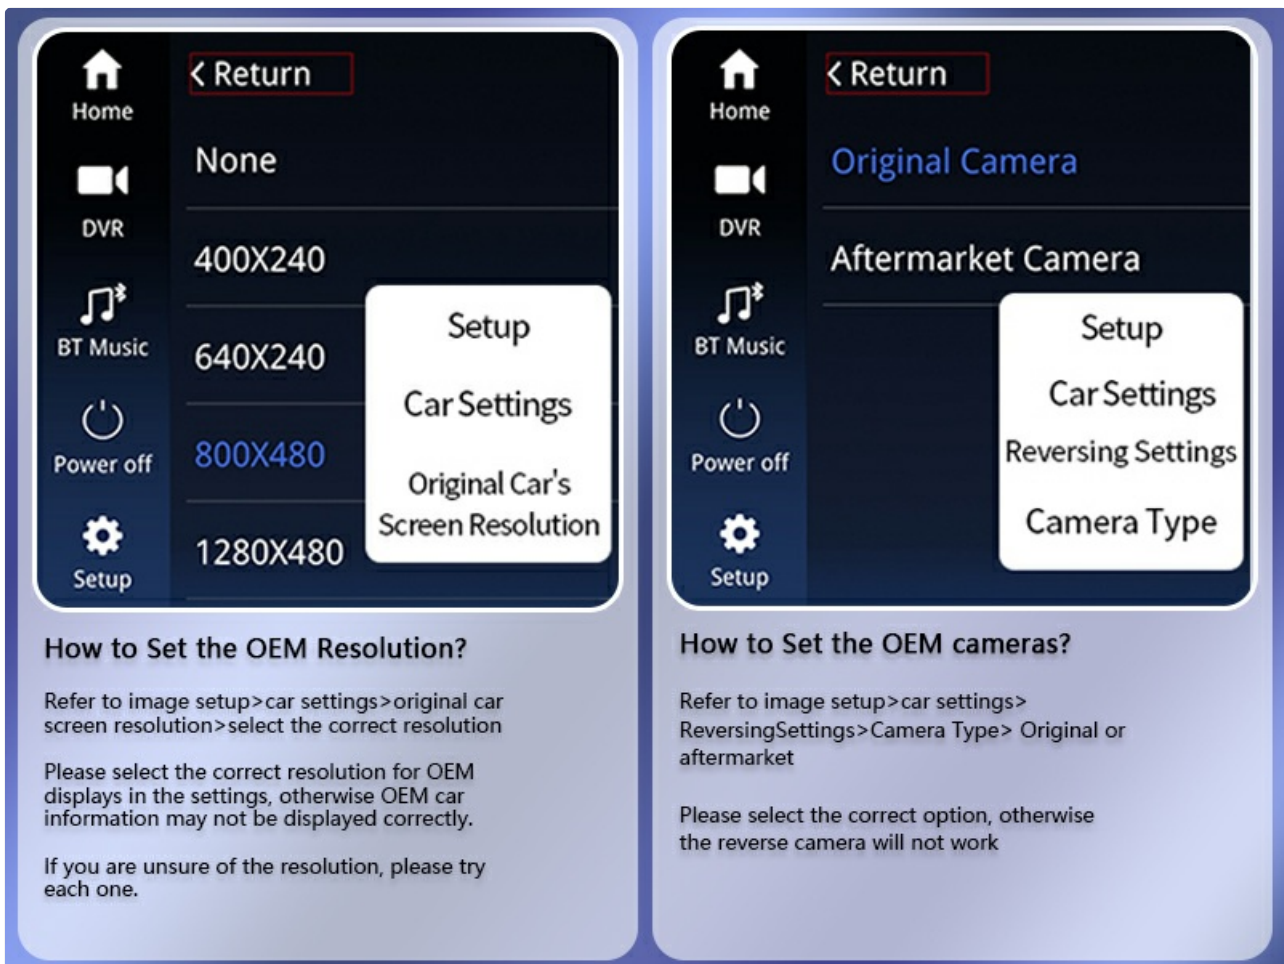 Home
< Return
None
DVR
400X240
BT Music
640X240
Power off
800X480
Setup
1280X480
Setup
Car Settings
Original Car's
Screen Resolution
How to Set the OEM Resolution?
Refer to image setup>car settings>original car
screen resolution>select the correct resolution
Please select the correct resolution for OEM
displays in the settings, otherwise OEM car
information may not be displayed correctly.
If you are unsure of the resolution, please try
each one.
Home
< Return
Original Camera
DVR
Aftermarket Camera
BT Music
Power off
Setup
Setup
Car Settings
Reversing Settings
Camera Type
How to Set the OEM cameras?
Refer to image setup>car settings>
ReversingSettings>Camera Type> Original or
aftermarket
Please select the correct option, otherwise
the reverse camera will not work